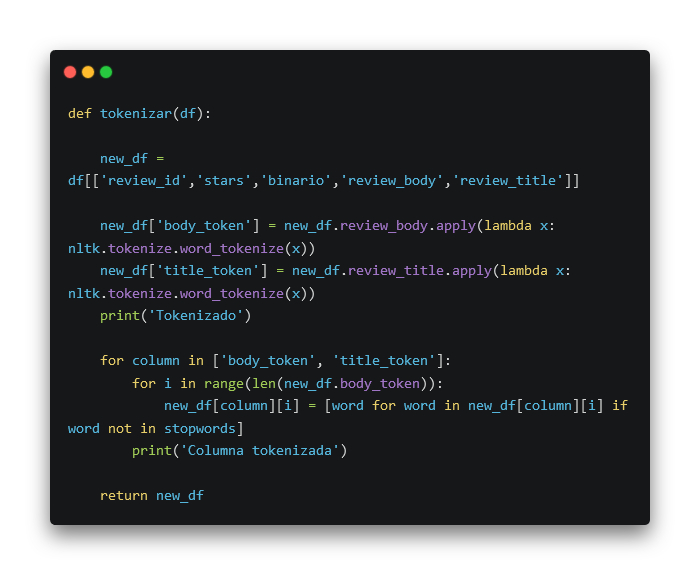 def tokenizar(df):
new_df =
df[['review_id','stars','binario','review_body','review_title']]
new_df['body_token'] = new_df.review_body.apply(lambda x:
nltk.tokenize.word_tokenize(x))
new_df['title_token'] = new_df.review_title.apply(lambda x:
nltk.tokenize.word_tokenize(x))
print('Tokenizado')
for column in ['body_token', 'title_token']:
for i in range(len(new_df.body_token)):
new_df[column][i] = [word for word in new_df[column][i] if
word not in stopwords]
print('Columna tokenizada')
return new_df